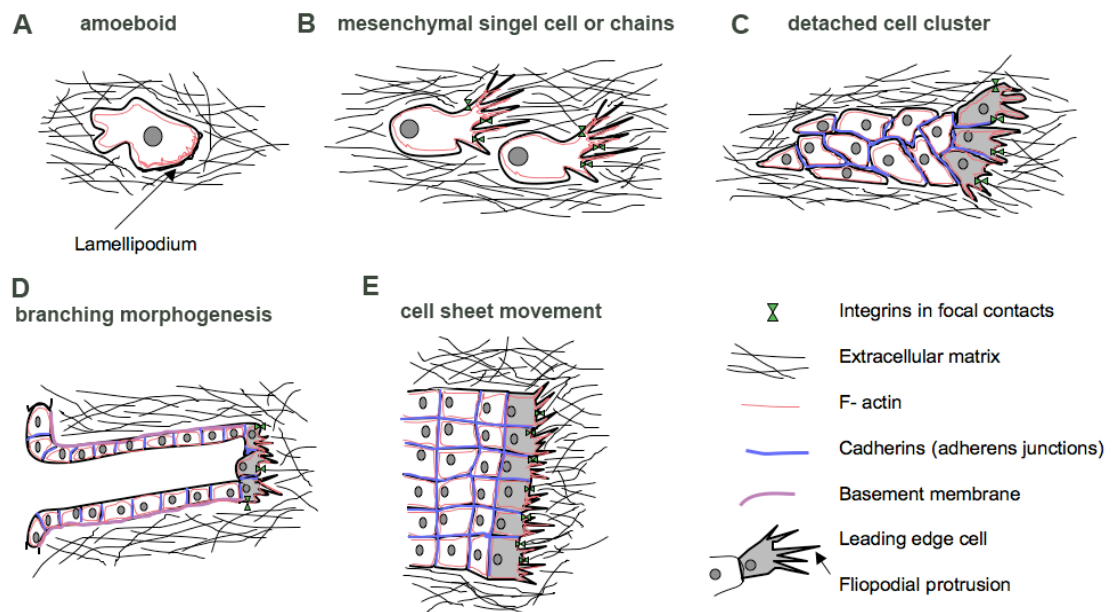 A amoeboid
B mesenchymal singel cell or chains
C detached cell cluster
Lamellipodium
D
branching morphogenesis
E
cell sheet movement
Integrins in focal contacts
Extracellular matrix
F- actin
Cadherins (adherens junctions)
Basement membrane
Leading edge cell
Fliopodial protrusion